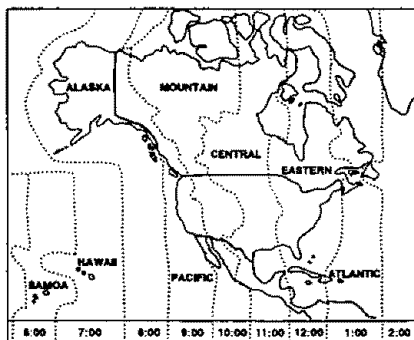 ALASKA
MOUNTAIN
CENTRAL
EASTERN
HAWAII
SAMOA
PACIFIC
ATLANTIC
6:00 7:00 8:00 9:00 10:00 11:00 12:00 1:00 2:00